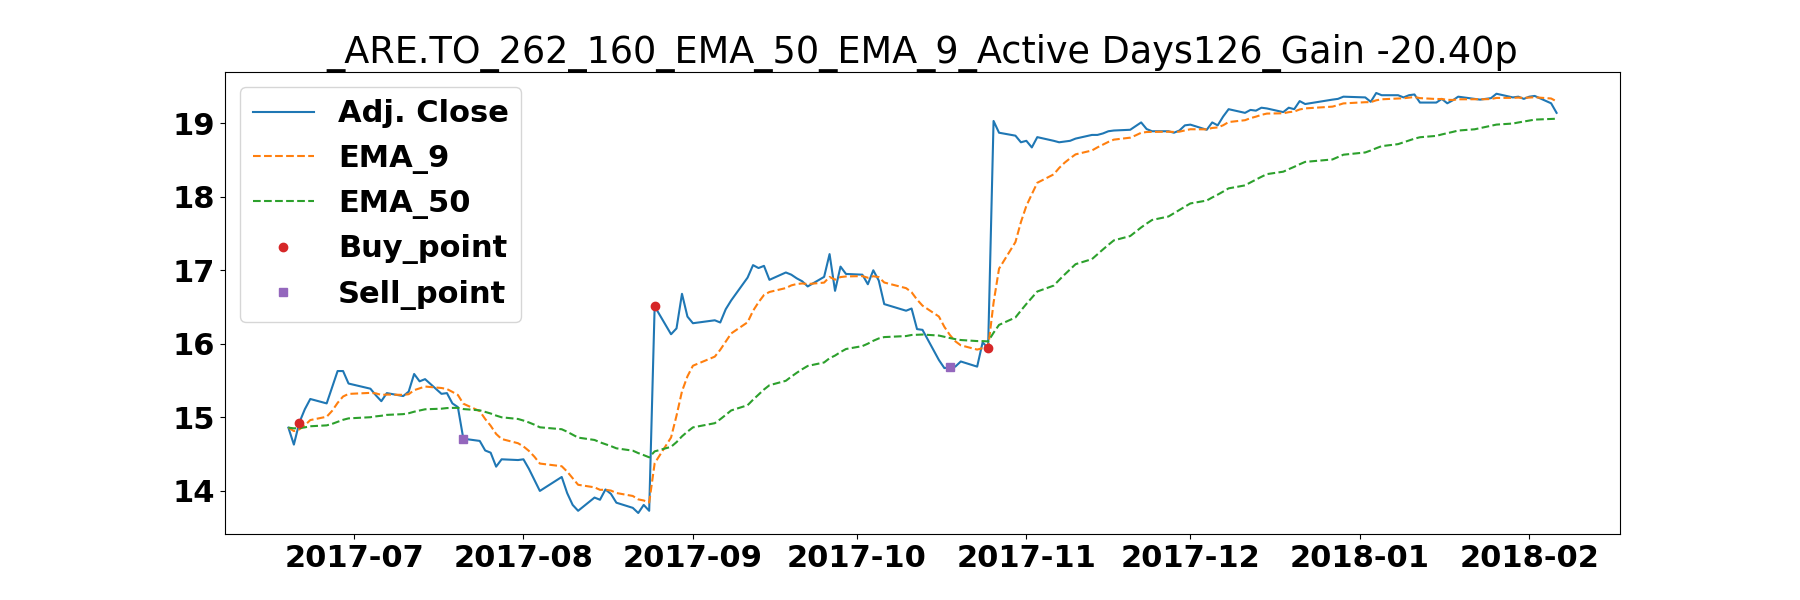 _ARE.TO_262_160_EMA_50_EMA_9_Active Days126_Gain -20.40p
Adj. Close
EMA_9
EMA_50
Buy_point
Sell_point
19
18
17
16
15
14
2017-07 2017-08 2017-09 2017-10 2017-11 2017-12 2018-01 2018-02